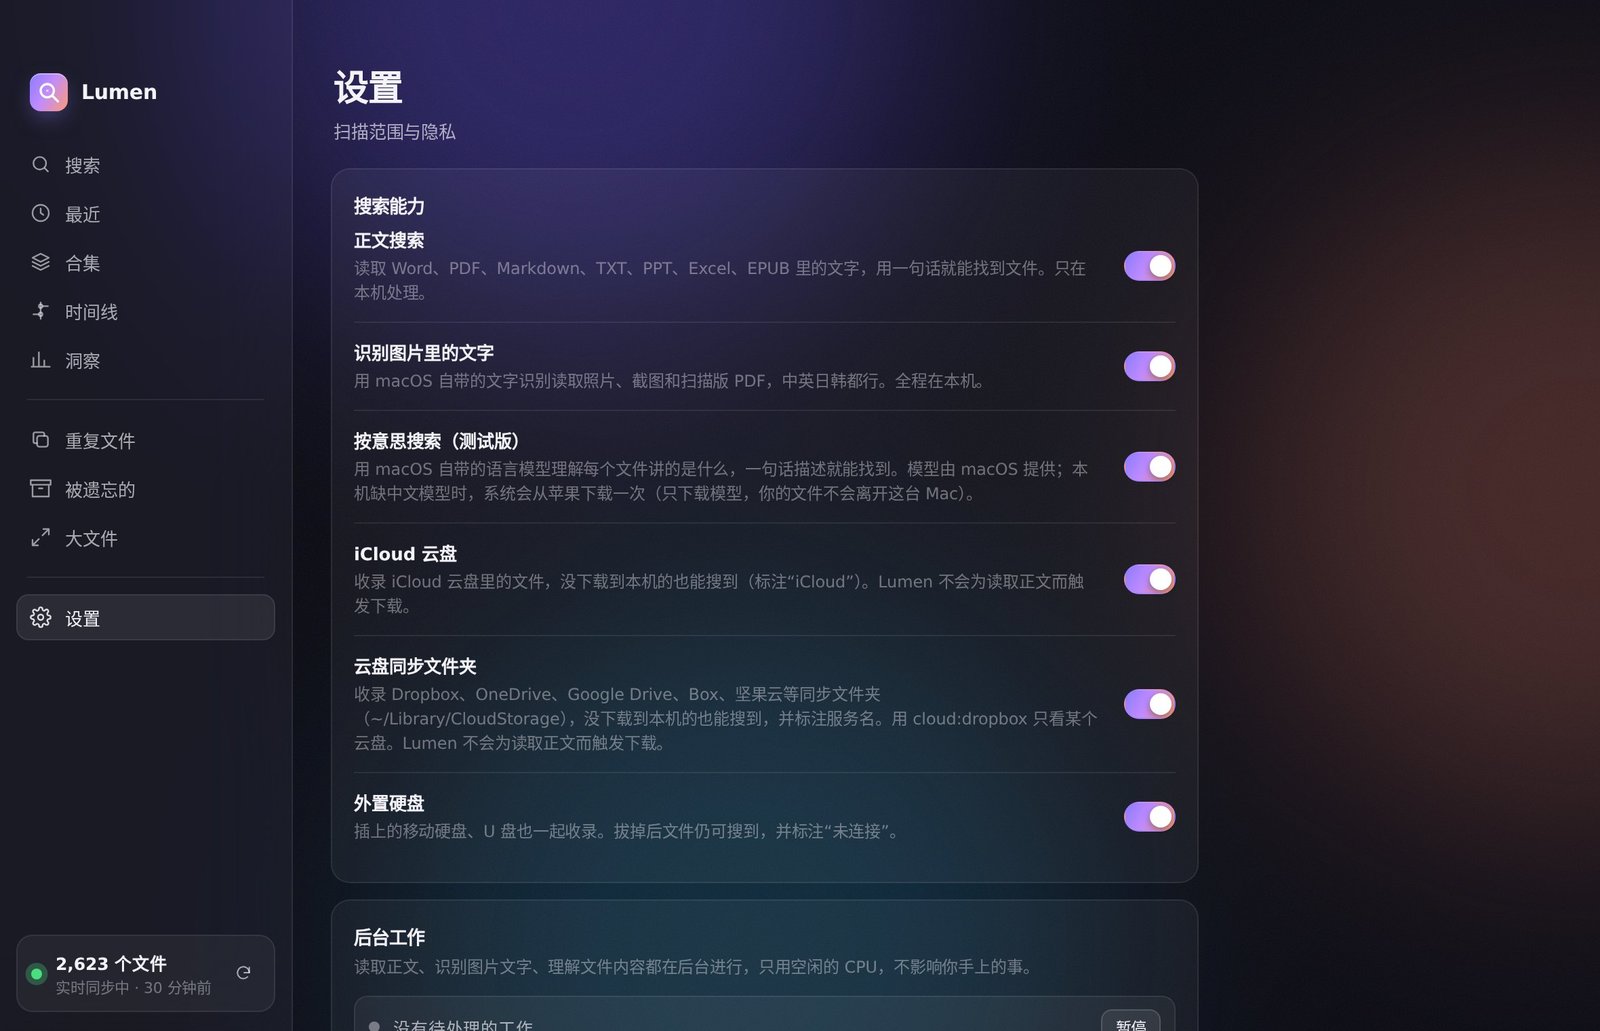 Lumen
搜索
最近
合集
时间线
洞察
重复文件
被遗忘的
大文件
设置
2,623 个文件
实时同步中 · 30 分钟前
设置
扫描范围与隐私
搜索能力
正文搜索
读取 Word、PDF、Markdown、TXT、PPT、Excel、EPUB 里的文字，用一句话就能找到文件。只在
本机处理。
识别图片里的文字
用 macOS 自带的文字识别读取照片、截图和扫描版 PDF，中英日韩都行。全程在本机。
按意思搜索（测试版）
用 macOS 自带的语言模型理解每个文件讲的是什么，一句话描述就能找到。模型由 macOS 提供；本
机缺中文模型时，系统会从苹果下载一次（只下载模型，你的文件不会离开这台 Mac）。
iCloud 云盘
收录 iCloud 云盘里的文件，没下载到本机的也能搜到（标注“iCloud”）。Lumen 不会为读取正文而触
发下载。
云盘同步文件夹
收录 Dropbox、OneDrive、Google Drive、Box、坚果云等同步文件夹
（~/Library/CloudStorage），没下载到本机的也能搜到，并标注服务名。用 cloud:dropbox 只看某个
云盘。Lumen 不会为读取正文而触发下载。
外置硬盘
插上的移动硬盘、U 盘也一起收录。拔掉后文件仍可搜到，并标注“未连接”。
后台工作
读取正文、识别图片文字、理解文件内容都在后台进行，只用空闲的 CPU，不影响你手上的事。
没有待处理的工作
暂停